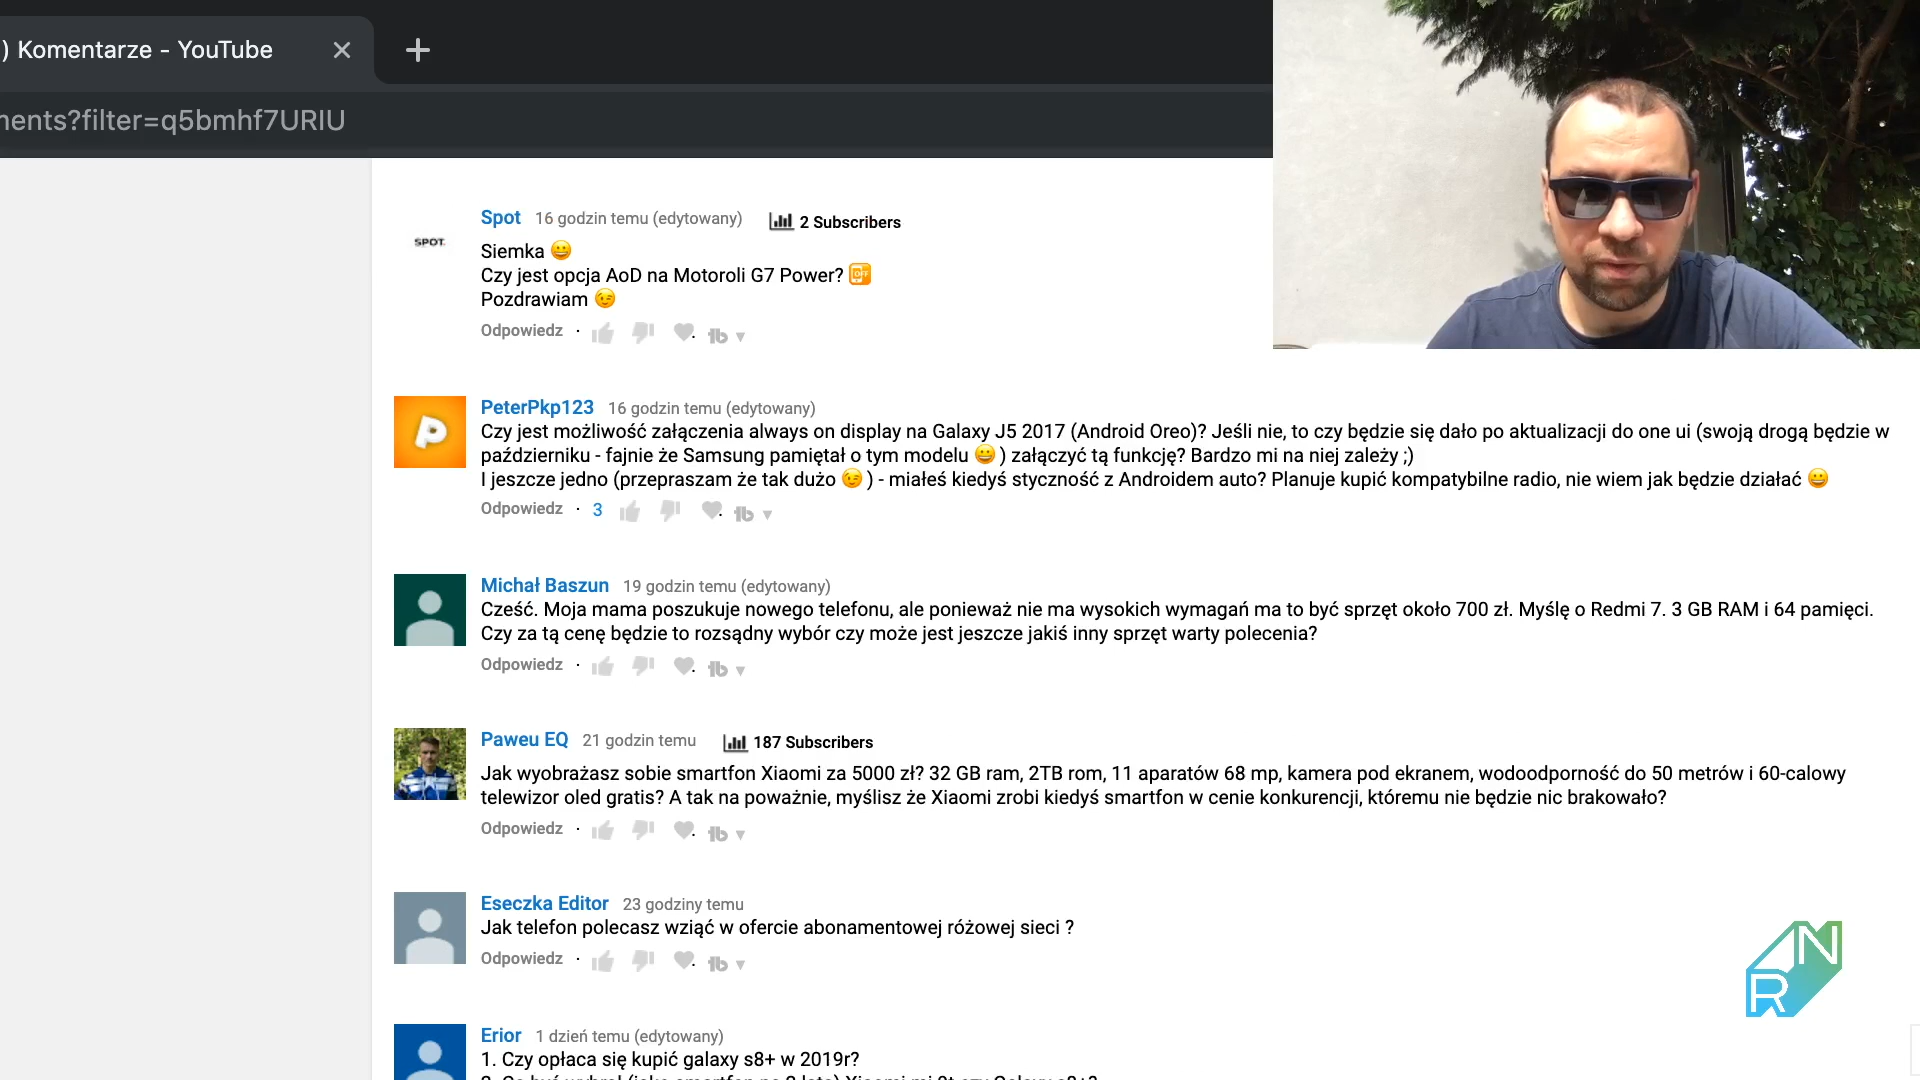 ) Komentarze - YouTube
nents?filter=q5bmhf7URIU
Spot 16 godzin temu (edytowany) 2 Subscribers
SPOT.
Siemka 😀
Czy jest opcja AoD na Motoroli G7 Power? 📴
Pozdrawiam 😉
Odpowiedz ·
PeterPkp123 16 godzin temu (edytowany)
Czy jest możliwość załączenia always on display na Galaxy J5 2017 (Android Oreo)? Jeśli nie, to czy będzie się dało po aktualizacji do one ui (swoją drogą będzie w
październiku - fajnie że Samsung pamiętał o tym modelu 😀 ) załączyć tą funkcję? Bardzo mi na niej zależy ;)
I jeszcze jedno (przepraszam że tak dużo 😉 ) - miałeś kiedyś styczność z Androidem auto? Planuje kupić kompatybilne radio, nie wiem jak będzie działać 😀
Odpowiedz · 3
Michał Baszun 19 godzin temu (edytowany)
Cześć. Moja mama poszukuje nowego telefonu, ale ponieważ nie ma wysokich wymagań ma to być sprzęt około 700 zł. Myślę o Redmi 7. 3 GB RAM i 64 pamięci.
Czy za tą cenę będzie to rozsądny wybór czy może jest jeszcze jakiś inny sprzęt warty polecenia?
Odpowiedz ·
Paweu EQ 21 godzin temu 187 Subscribers
Jak wyobrażasz sobie smartfon Xiaomi za 5000 zł? 32 GB ram, 2TB rom, 11 aparatów 68 mp, kamera pod ekranem, wodoodporność do 50 metrów i 60-calowy
telewizor oled gratis? A tak na poważnie, myślisz że Xiaomi zrobi kiedyś smartfon w cenie konkurencji, któremu nie będzie nic brakowało?
Odpowiedz ·
Eseczka Editor 23 godziny temu
Jak telefon polecasz wziąć w ofercie abonamentowej różowej sieci ?
Odpowiedz ·
RN
Erior 1 dzień temu (edytowany)
1. Czy opłaca się kupić galaxy s8+ w 2019r?